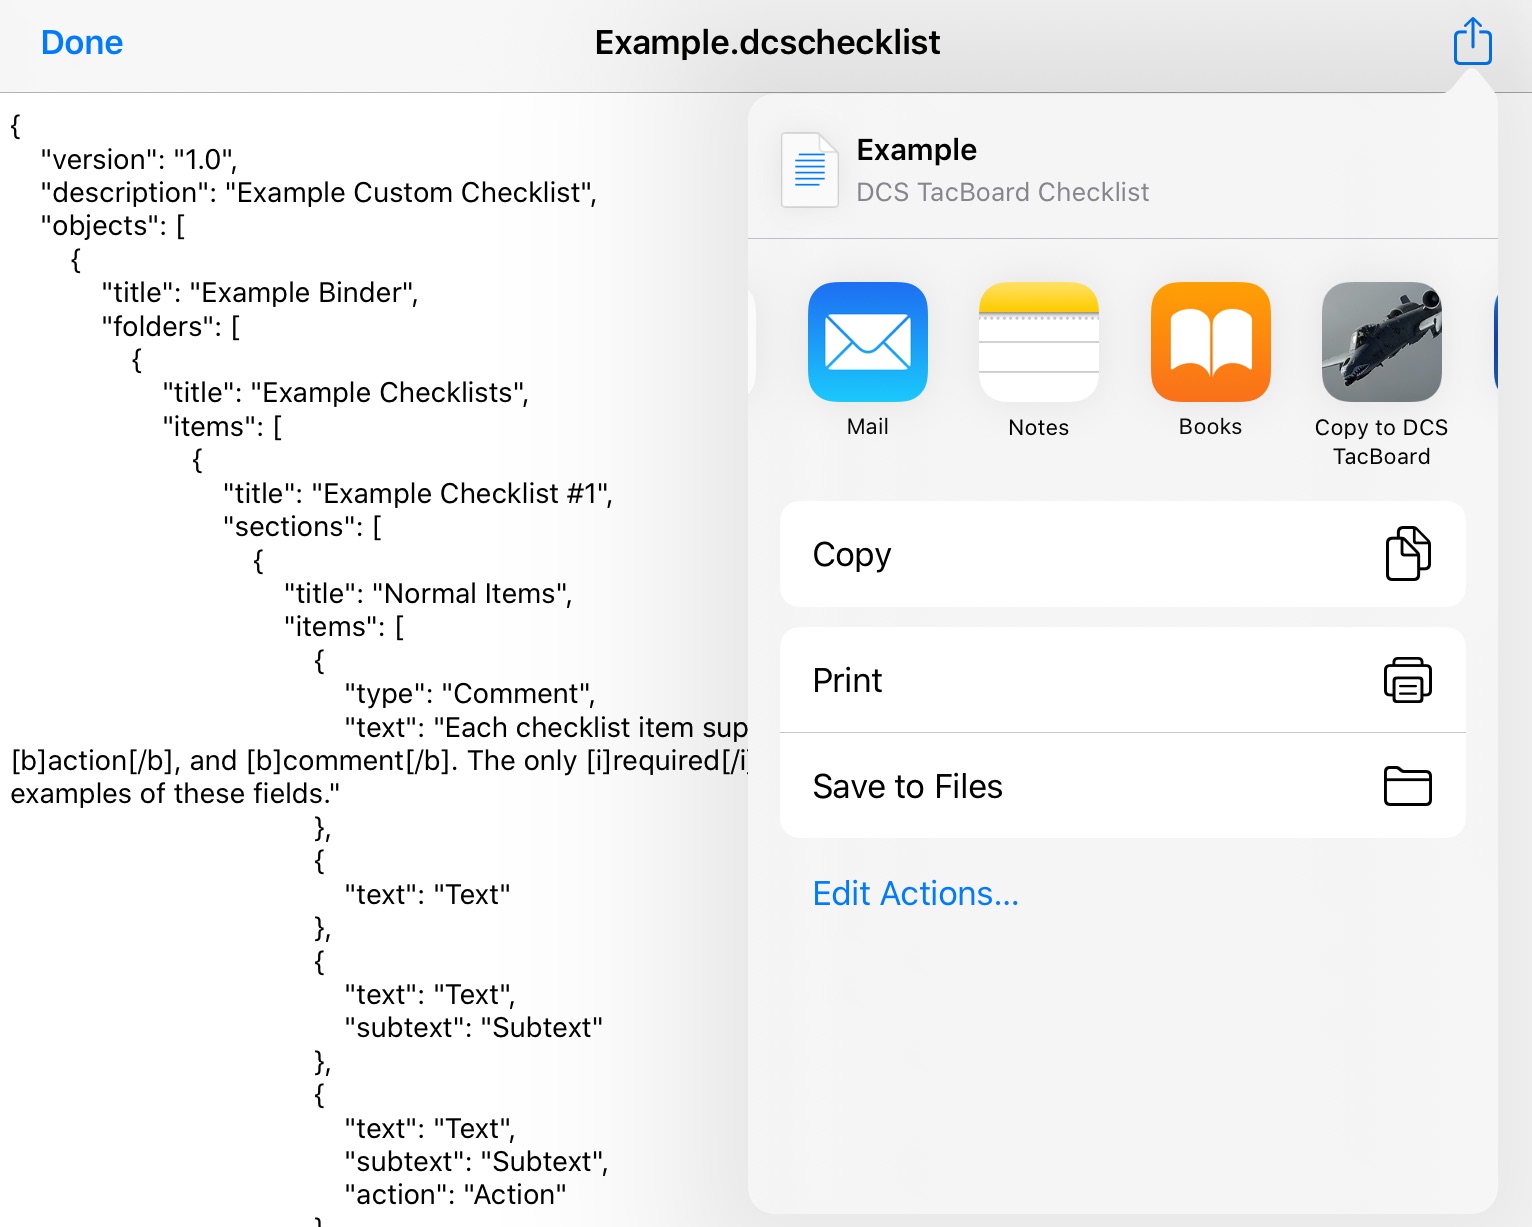 Done
Example.dcschecklist
{
"version": "1.0",
"description": "Example Custom Checklist",
"objects": [
{
"title": "Example Binder",
"folders": [
{
"title": "Example Checklists",
"items": [
{
"title": "Example Checklist #1",
"sections": [
{
"title": "Normal Items",
"items": [
{
"type": "Comment",
"text": "Each checklist item sup
[b]action[/b], and [b]comment[/b]. The only [i]required[/i]
examples of these fields."
},
{
"text": "Text"
},
{
"text": "Text",
"subtext": "Subtext"
},
{
"text": "Text",
"subtext": "Subtext",
"action": "Action"
}
Example
DCS TacBoard Checklist
Mail
Notes
Books
Copy to DCS
TacBoard
Copy
Print
Save to Files
Edit Actions...